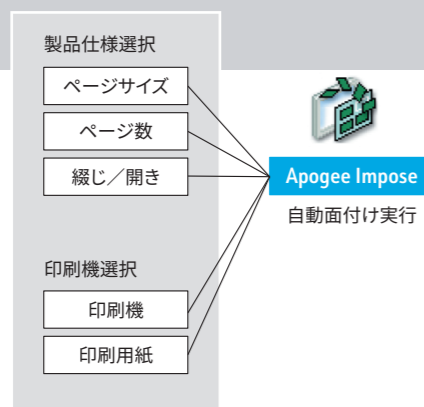 製品仕様選択
ページサイズ
ページ数
綴じ／開き
Apogee Impose
自動面付け実行
印刷機選択
印刷機
印刷用紙